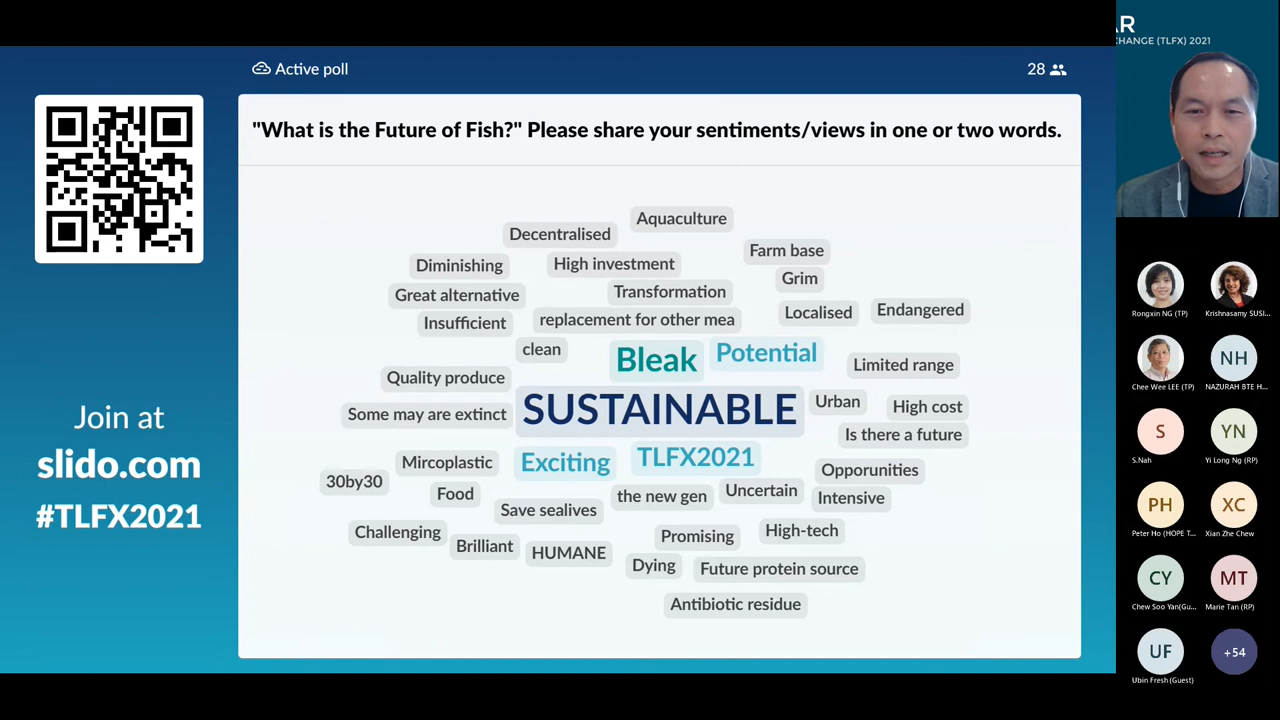 AR
CHANGE (TLFX) 2021
Active poll
28
"What is the Future of Fish?" Please share your sentiments/views in one or two words.
Aquaculture
Decentralised
Farm base
Diminishing
High investment
Grim
Great alternative
Transformation
Localised
Endangered
Insufficient
replacement for other mea
clean
Bleak
Potential
Limited range
Quality produce
Some may are extinct
SUSTAINABLE
Urban
High cost
Is there a future
Mircoplastic
Exciting
TLFX2021
Opporunities
30by30
Food
the new gen
Uncertain
Intensive
Save sealives
Challenging
Brilliant
HUMANE
Promising
High-tech
Dying
Future protein source
Antibiotic residue
Join at
slido.com
#TLFX2021
Rongxin NG (TP)
Krishnasamy SUSI...
Chee Wee LEE (TP)
NH
NAZURAH BTE H...
S
S.Nah
YN
Yi Long Ng (RP)
PH
Peter Ho (HOPE T...
XC
Xian Zhe Chew
CY
Chew Soo Yan(Gu...
MT
Marie Tan (RP)
UF
Ubin Fresh (Guest)
+54